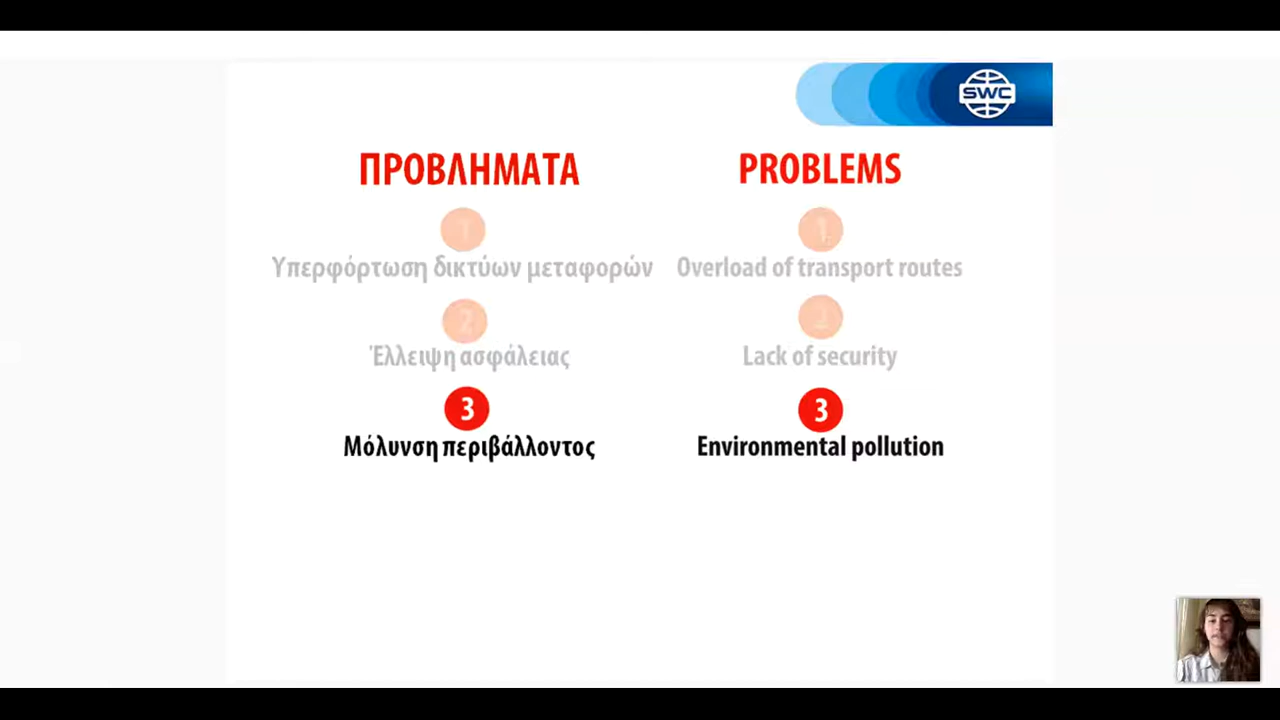 SWC
ΠΡΟΒΛΗΜΑΤΑ
1
Υπερφόρτωση δικτύων μεταφορών
2
Έλλειψη ασφάλειας
3
Μόλυνση περιβάλλοντος
PROBLEMS
1
Overload of transport routes
2
Lack of security
3
Environmental pollution